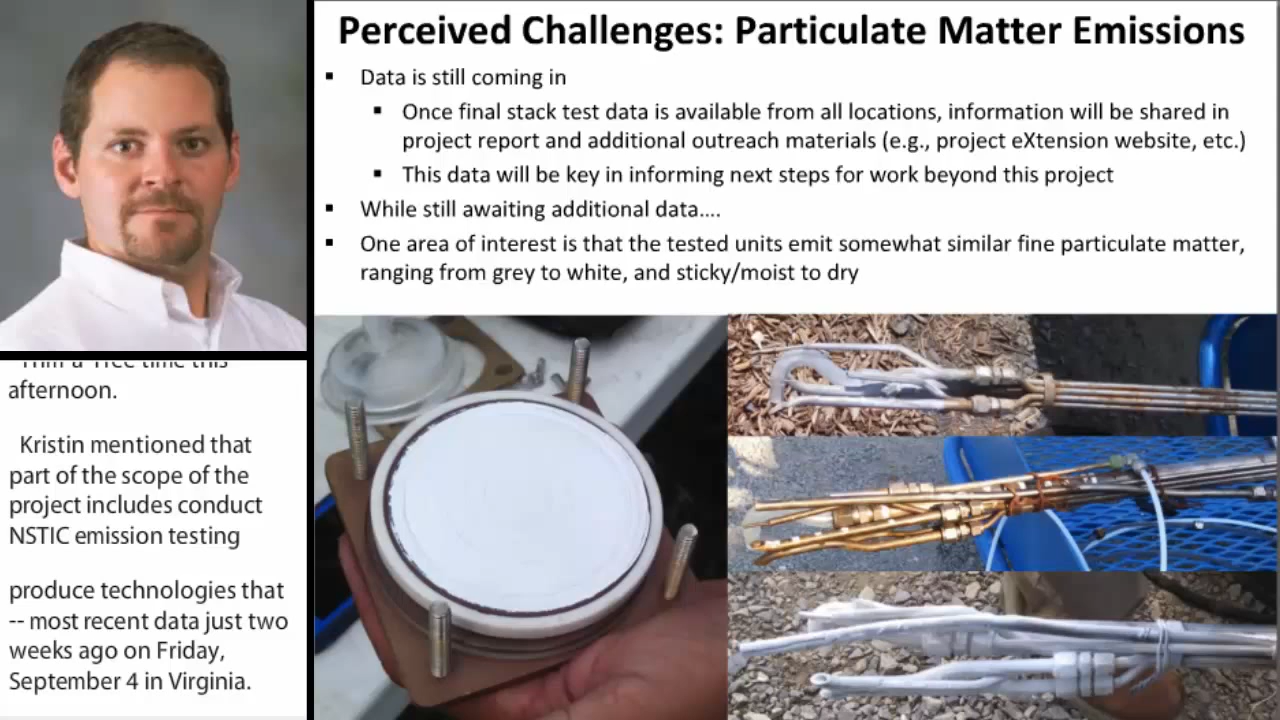 Perceived Challenges: Particulate Matter Emissions
▪ Data is still coming in
▪ Once final stack test data is available from all locations, information will be shared in
project report and additional outreach materials (e.g., project eXtension website, etc.)
▪ This data will be key in informing next steps for work beyond this project
▪ While still awaiting additional data....
▪ One area of interest is that the tested units emit somewhat similar fine particulate matter,
ranging from grey to white, and sticky/moist to dry
time this
afternoon.
Kristin mentioned that
part of the scope of the
project includes conduct
NSTIC emission testing
produce technologies that
-- most recent data just two
weeks ago on Friday,
September 4 in Virginia.